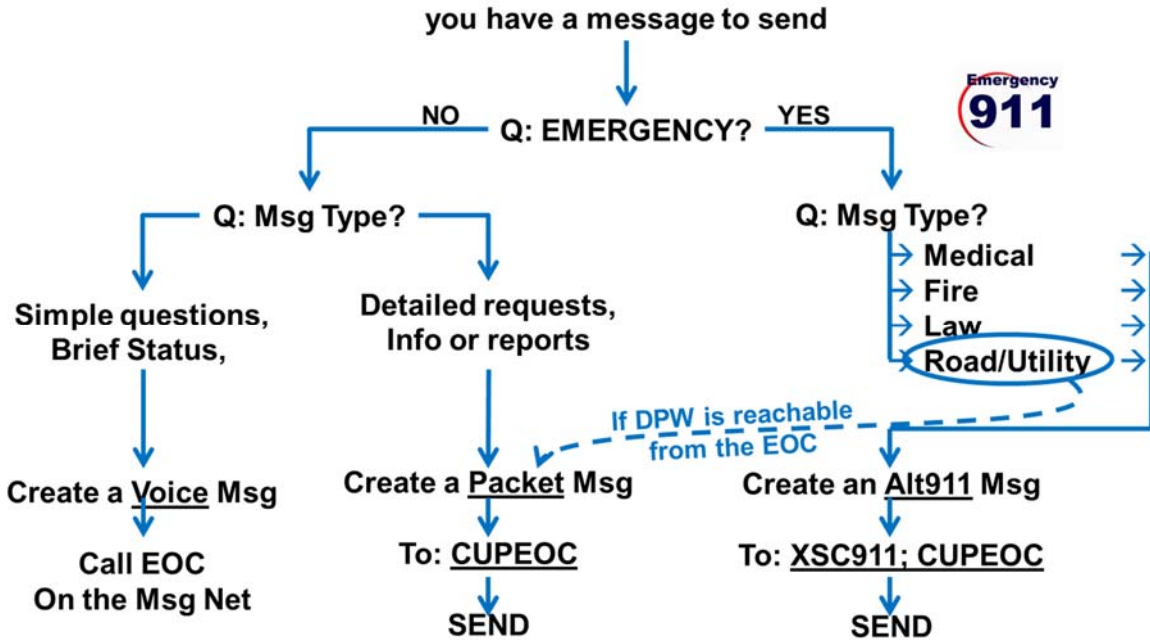 you have a message to send
Emergency
911
NO
Q: EMERGENCY?
YES
Q: Msg Type?
Q: Msg Type?
Medical
Fire
Law
Road/Utility
Simple questions,
Brief Status,
Detailed requests,
Info or reports
If DPW is reachable
from the EOC
Create a Voice Msg
Create a Packet Msg
Create an Alt911 Msg
Call EOC
On the Msg Net
To: CUPEOC
To: XSC911; CUPEOC
SEND
SEND